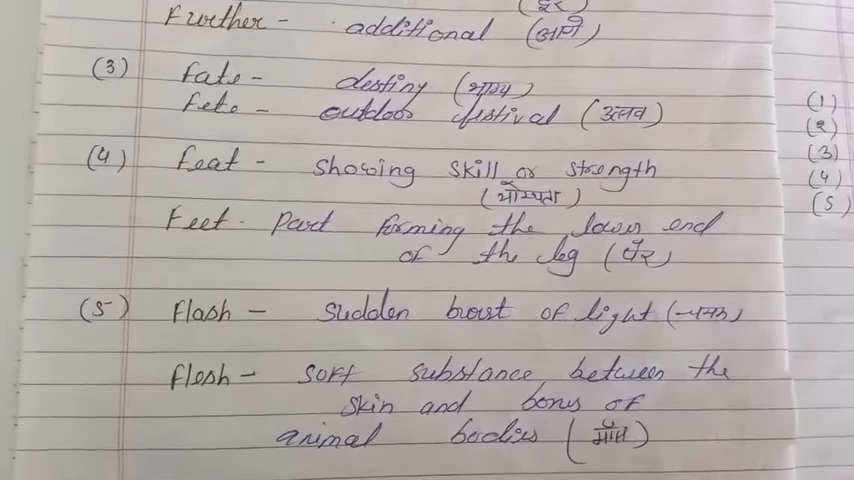 (दूर)
Further - additional (आगे)
(3) Fate - destiny (भाग्य)
Fete - outdoor festival (उत्सव)
(4) Feat - Showing skill or strength
(योग्यता)
Feet - Part forming the lower end
of the leg (पैर)
(5) Flash - Sudden burst of light (चमक)
Flesh - soft substance between the
skin and bones of
animal bodies (माँस)
(1)
(2)
(3)
(4)
(5)